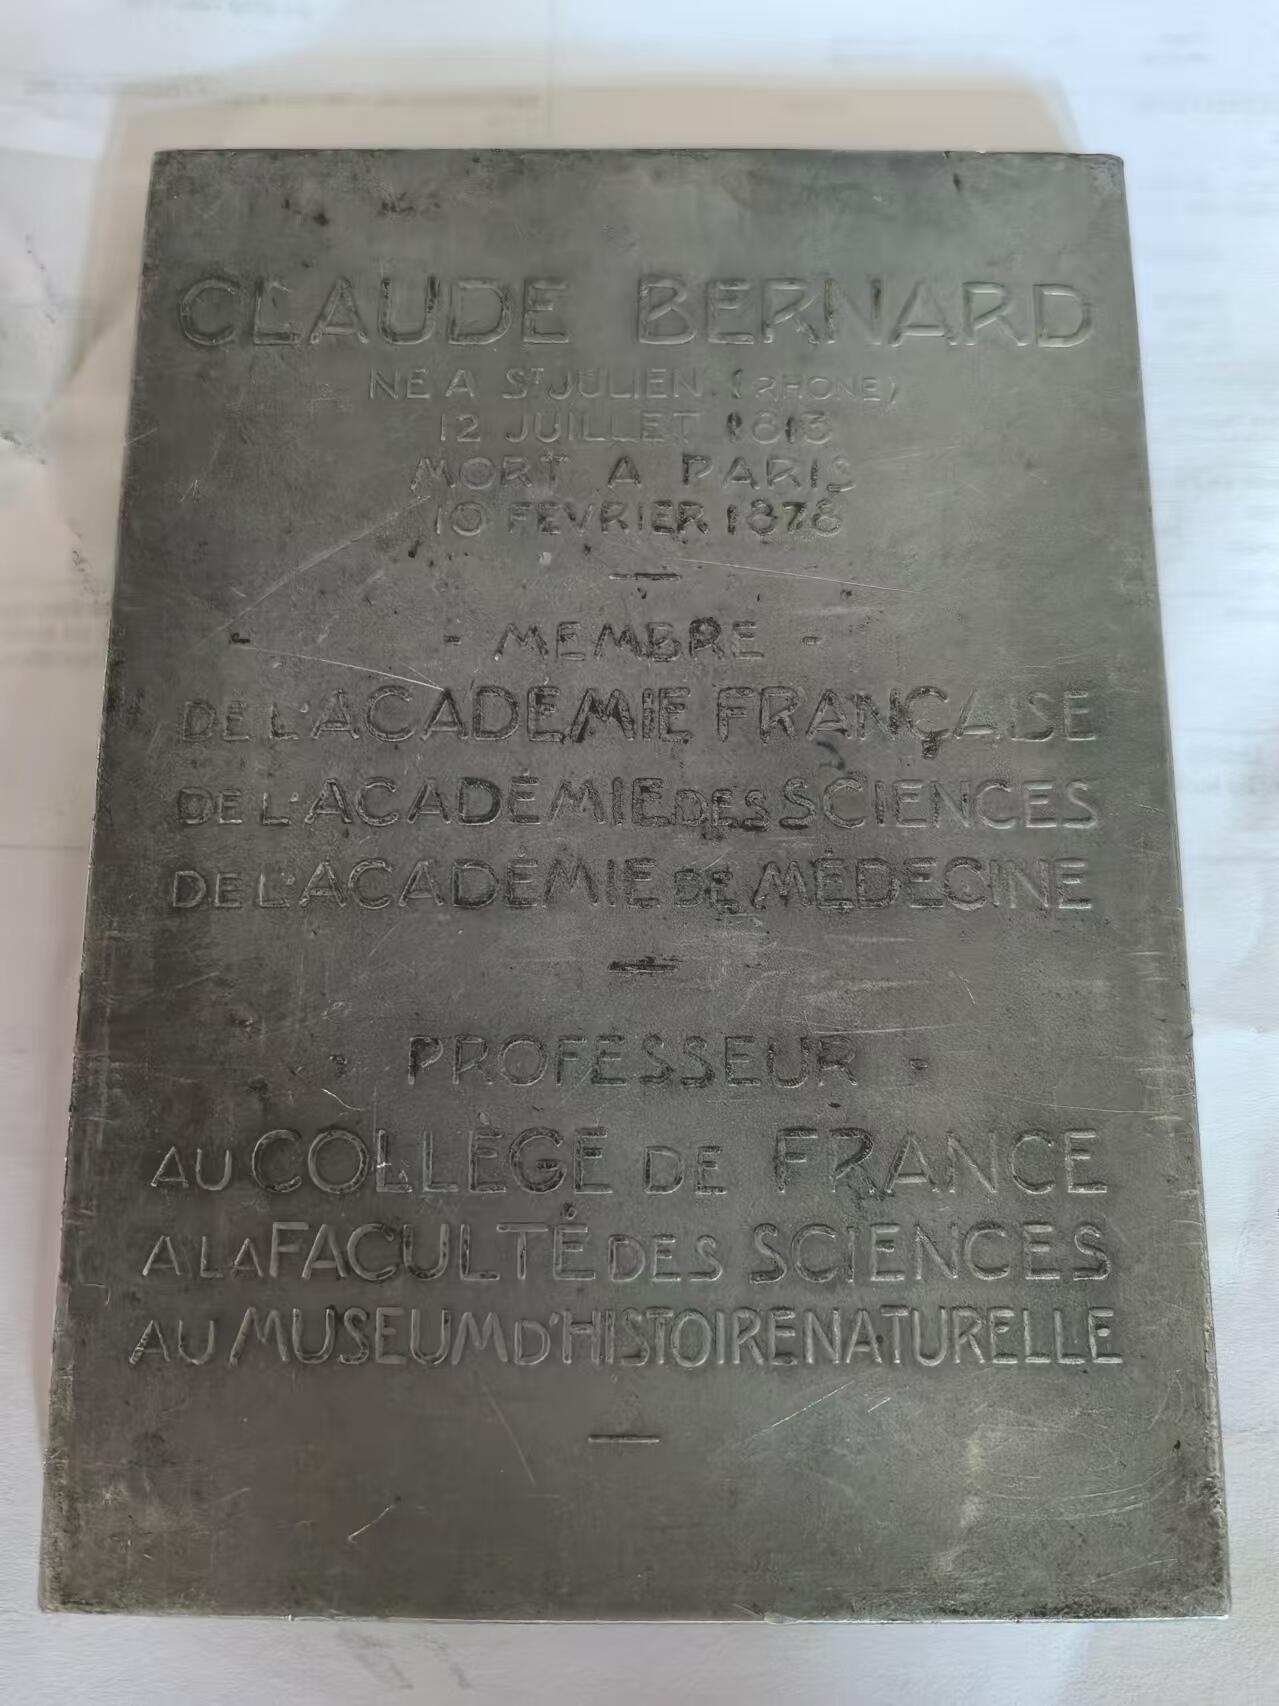 CLAUDE BERNARD
NE A ST JULIEN (RHONE)
12 JUILLET 1813
MORT A PARIS
10 FEVRIER 1878
- MEMBRE -
DE L'ACADÉMIE FRANÇAISE
DE L'ACADÉMIE DES SCIENCES
DE L'ACADÉMIE DE MÉDECINE
· PROFESSEUR ·
AU COLLÈGE DE FRANCE
A LA FACULTÉ DES SCIENCES
AU MUSEUM D'HISTOIRE NATURELLE